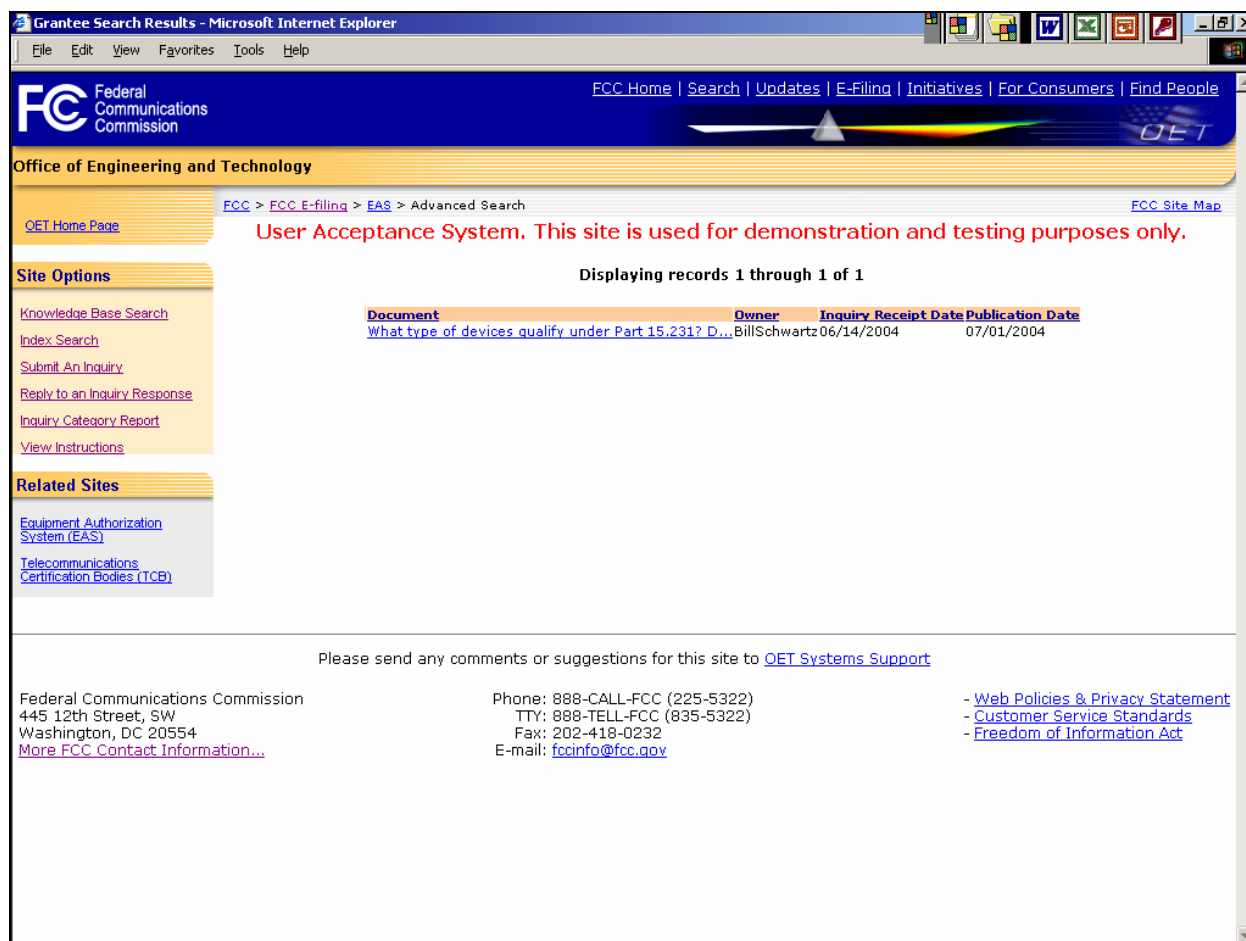 Grantee Search Results - Microsoft Internet Explorer
File Edit View Favorites Tools Help
FCC Federal Communications Commission
FCC Home | Search | Updates | E-Filing | Initiatives | For Consumers | Find People
OET
Office of Engineering and Technology
FCC > FCC E-filing > EAS > Advanced Search
FCC Site Map
OET Home Page
User Acceptance System. This site is used for demonstration and testing purposes only.
Site Options
Displaying records 1 through 1 of 1
Knowledge Base Search
Index Search
Submit An Inquiry
Reply to an Inquiry Response
Inquiry Category Report
View Instructions
Document Owner Inquiry Receipt Date Publication Date
What type of devices qualify under Part 15.231? D... BillSchwartz 06/14/2004 07/01/2004
Related Sites
Equipment Authorization
System (EAS)
Telecommunications
Certification Bodies (TCB)
Please send any comments or suggestions for this site to OET Systems Support
Federal Communications Commission
445 12th Street, SW
Washington, DC 20554
More FCC Contact Information...
Phone: 888-CALL-FCC (225-5322)
TTY: 888-TELL-FCC (835-5322)
Fax: 202-418-0232
E-mail: fccinfo@fcc.gov
- Web Policies & Privacy Statement
- Customer Service Standards
- Freedom of Information Act